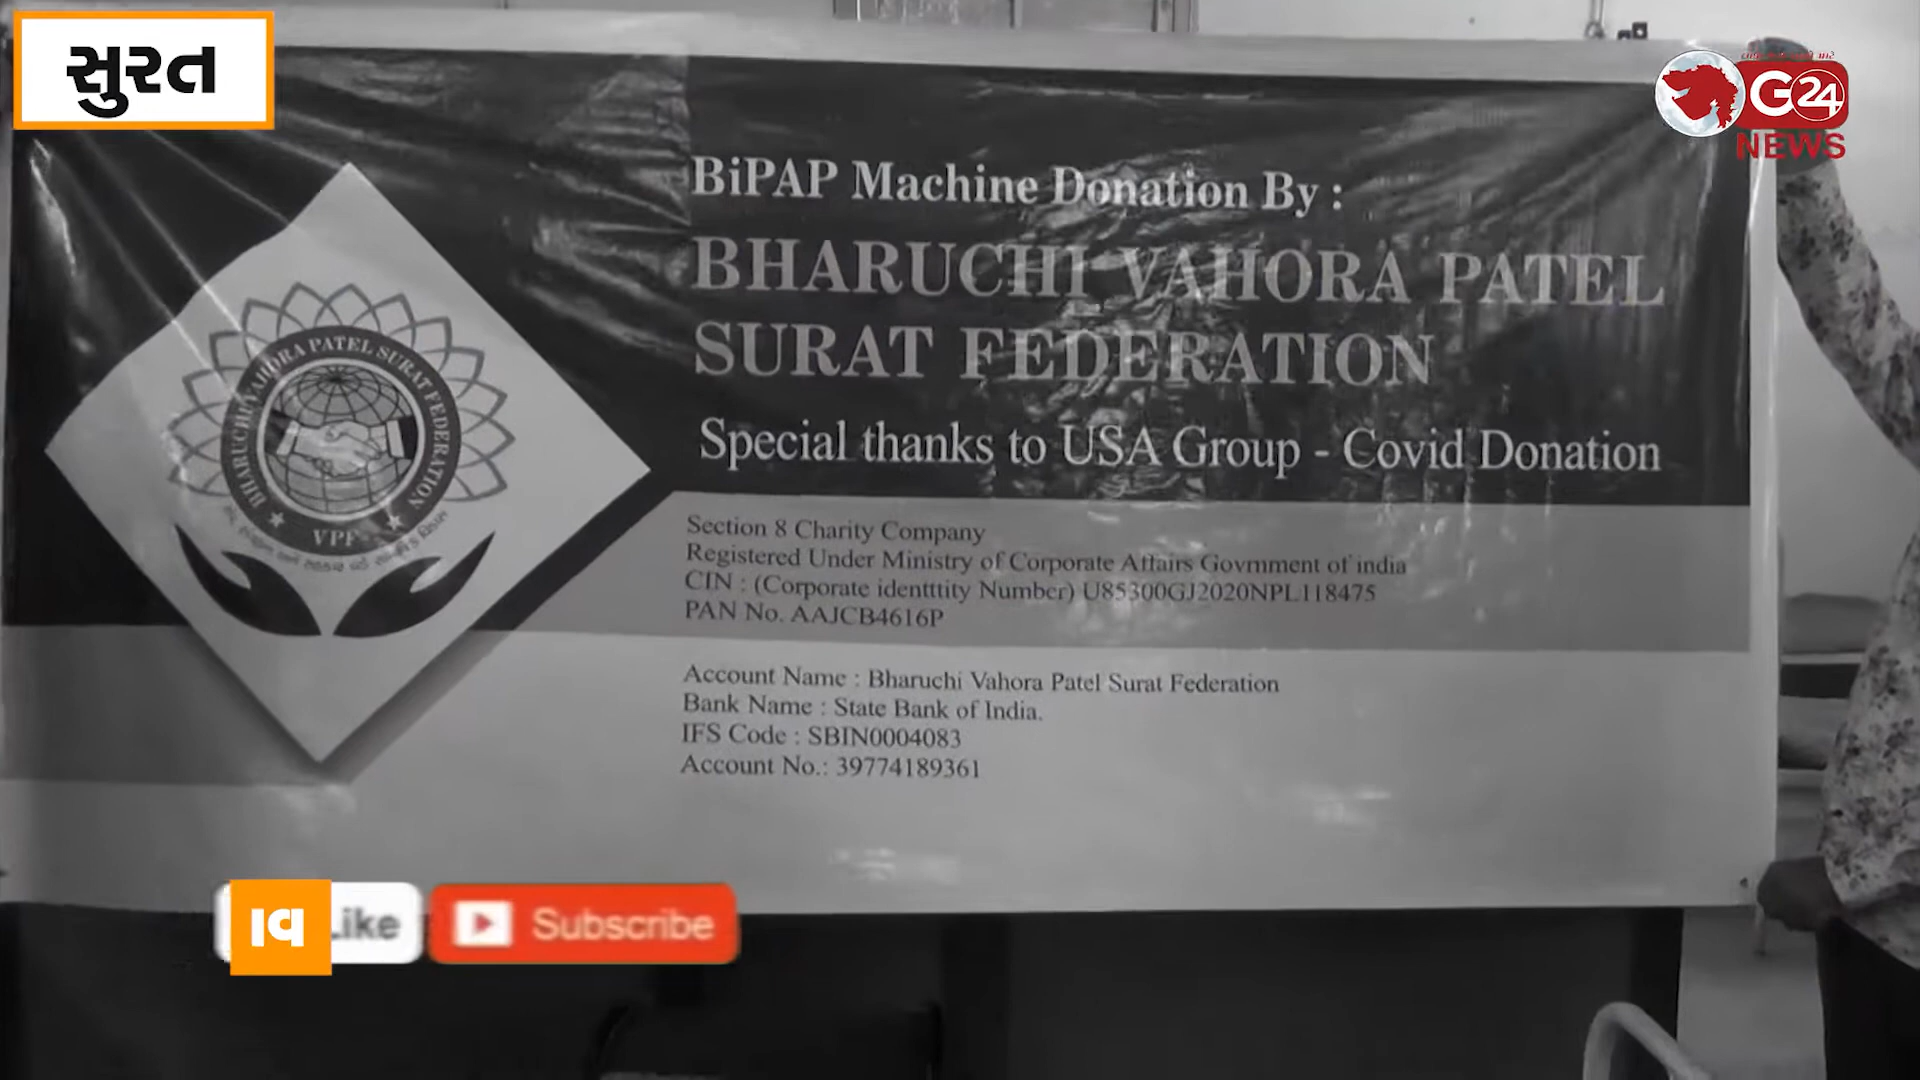 સુરત
G24
NEWS
BiPAP Machine Donation By :
BHARUCHI VAHORA PATEL
SURAT FEDERATION
Special thanks to USA Group - Covid Donation
BHARUCHI VAHORA PATEL SURAT FEDERATION
VPF
Section 8 Charity Company
Registered Under Ministry of Corporate Affairs Govrnment of india
CIN : (Corporate identttity Number) U85300GJ2020NPL118475
PAN No. AAJCB4616P
Account Name : Bharuchi Vahora Patel Surat Federation
Bank Name : State Bank of India.
IFS Code : SBIN0004083
Account No.: 39774189361
Subscribe